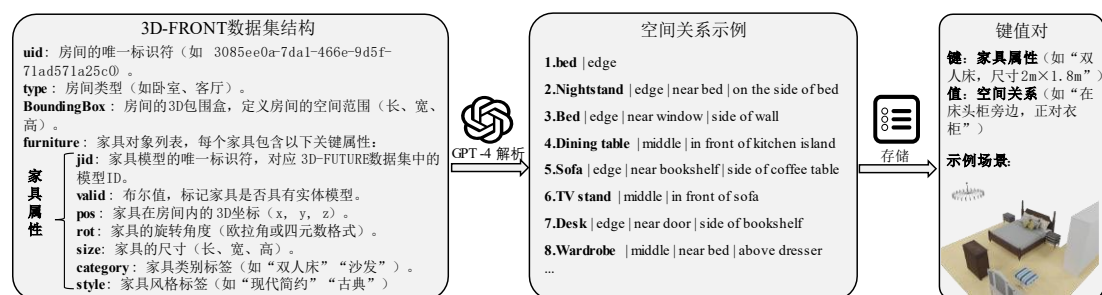 3D-FRONT数据集结构
uid：房间的唯一标识符（如 3085ee0a-7da1-466e-9d5f-
71ad571a25c0）。
type：房间类型（如卧室、客厅）。
BoundingBox：房间的3D包围盒，定义房间的空间范围（长、宽、
高）。
furniture：家具对象列表，每个家具包含以下关键属性：
家具属性
jid：家具模型的唯一标识符，对应 3D-FUTURE数据集中的
模型ID。
valid：布尔值，标记家具是否具有实体模型。
pos：家具在房间内的3D坐标（x, y, z）。
rot：家具的旋转角度（欧拉角或四元数格式）。
size：家具的尺寸（长、宽、高）。
category：家具类别标签（如“双人床”“沙发”）。
style：家具风格标签（如“现代简约”“古典”）
GPT-4 解析
空间关系示例
1.bed | edge
2.Nightstand | edge | near bed | on the side of bed
3.Bed | edge | near window | side of wall
4.Dining table | middle | in front of kitchen island
5.Sofa | edge | near bookshelf | side of coffee table
6.TV stand | middle | in front of sofa
7.Desk | edge | near door | side of bookshelf
8.Wardrobe | middle | near bed | above dresser
...
存储
键值对
键：家具属性（如“双
人床，尺寸2m×1.8m”）
值：空间关系（如“在
床头柜旁边，正对衣
柜”）
示例场景：